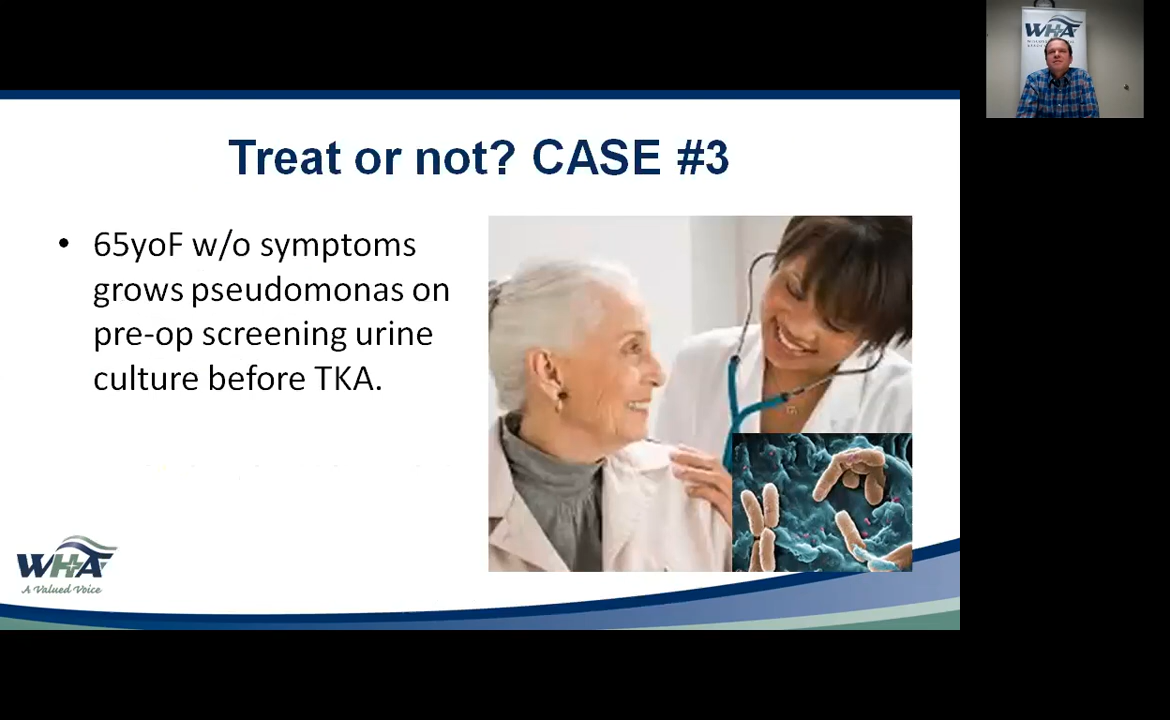 WHA
Treat or not? CASE #3
• 65yoF w/o symptoms
grows pseudomonas on
pre-op screening urine
culture before TKA.
WHA
A Valued Voice